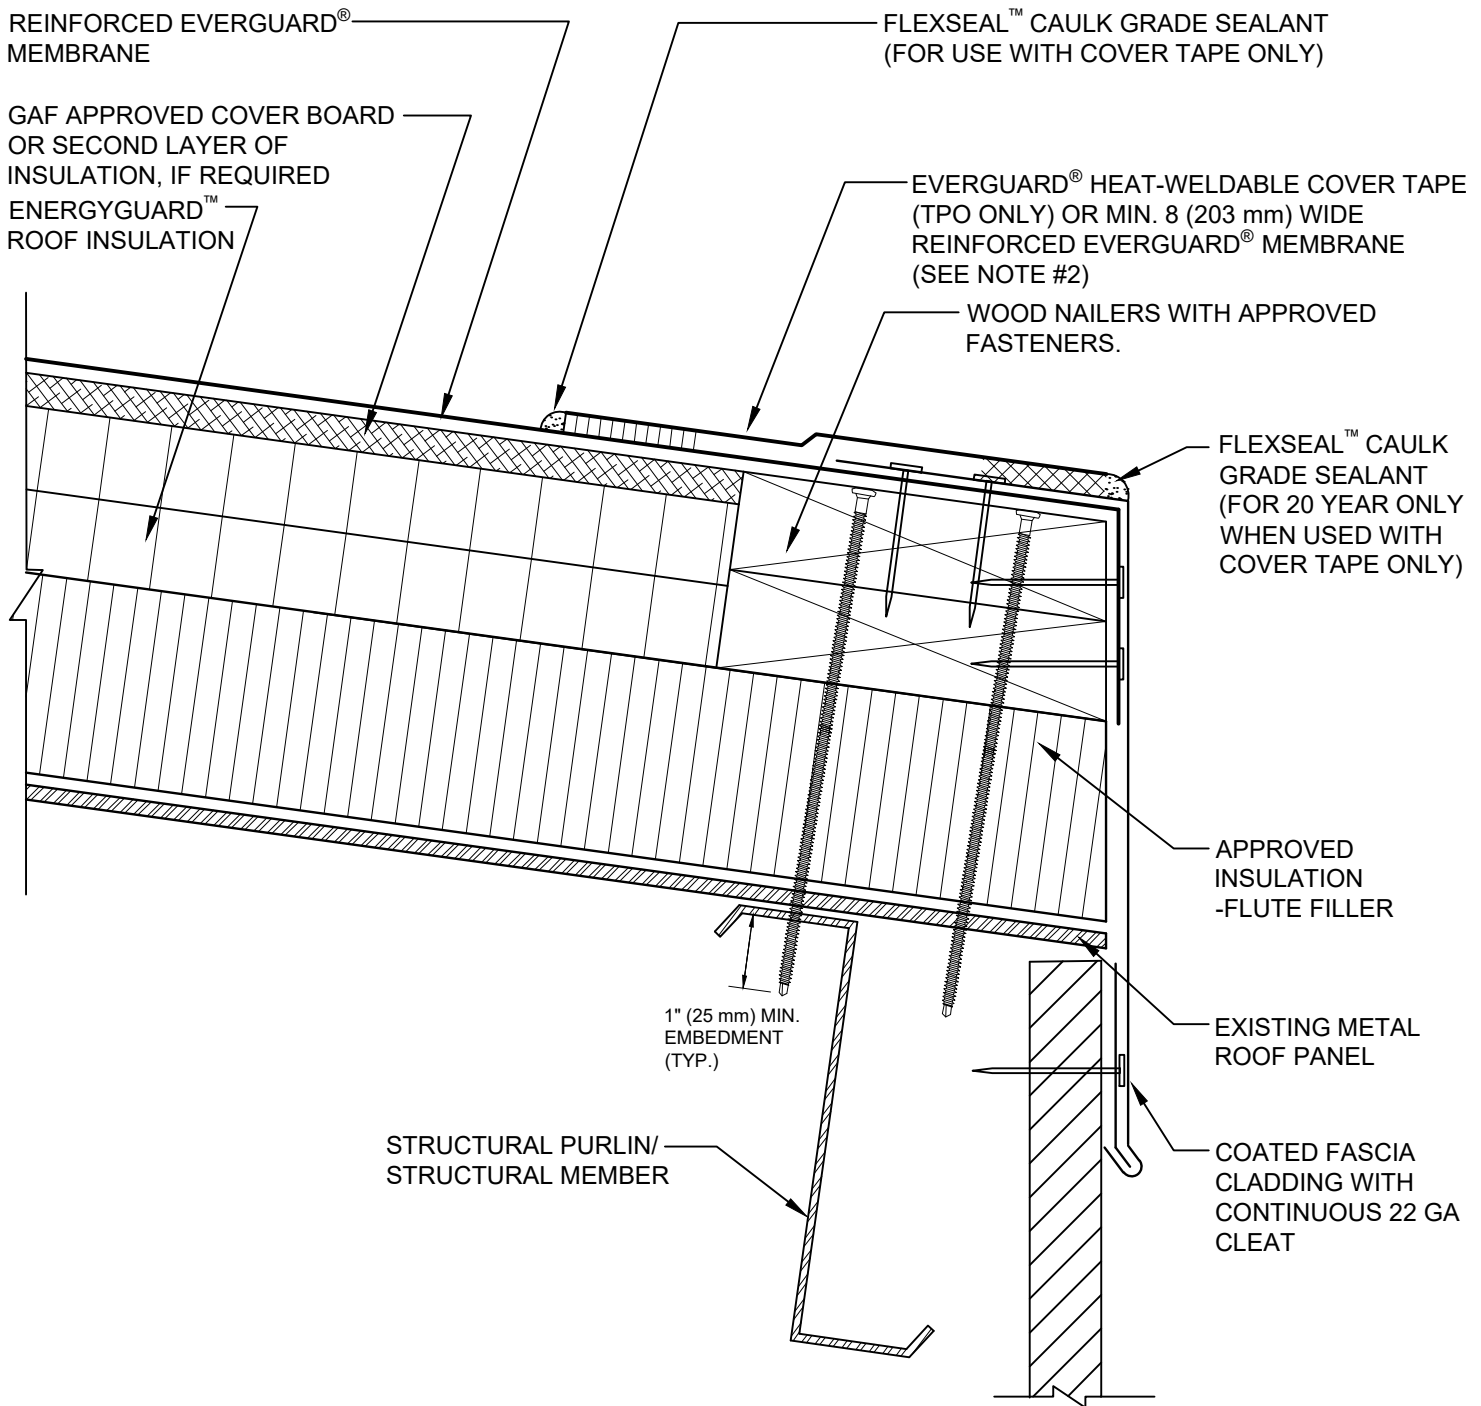 REINFORCED EVERGUARD®
MEMBRANE
FLEXSEAL™ CAULK GRADE SEALANT
(FOR USE WITH COVER TAPE ONLY)
GAF APPROVED COVER BOARD
OR SECOND LAYER OF
INSULATION, IF REQUIRED
ENERGYGUARD™
ROOF INSULATION
EVERGUARD® HEAT-WELDABLE COVER TAPE
(TPO ONLY) OR MIN. 8 (203 mm) WIDE
REINFORCED EVERGUARD® MEMBRANE
(SEE NOTE #2)
WOOD NAILERS WITH APPROVED
FASTENERS.
FLEXSEAL™ CAULK
GRADE SEALANT
(FOR 20 YEAR ONLY
WHEN USED WITH
COVER TAPE ONLY)
APPROVED
INSULATION
-FLUTE FILLER
1" (25 mm) MIN.
EMBEDMENT
(TYP.)
EXISTING METAL
ROOF PANEL
STRUCTURAL PURLIN/
STRUCTURAL MEMBER
COATED FASCIA
CLADDING WITH
CONTINUOUS 22 GA
CLEAT